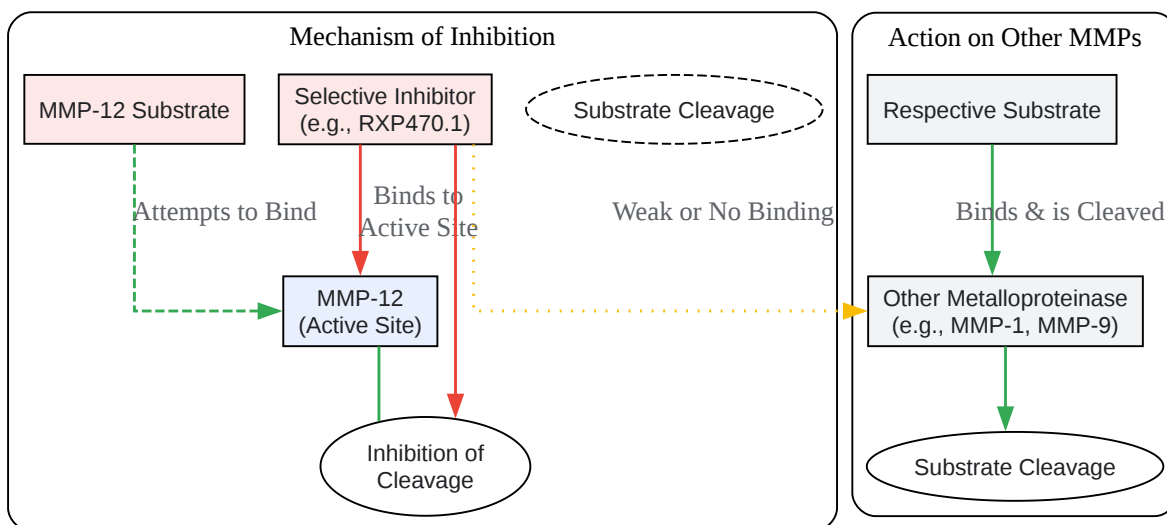 Mechanism of Inhibition
Action on Other MMPs
MMP-12 Substrate
Selective Inhibitor
(e.g., RXP470.1)
Substrate Cleavage
Respective Substrate
Attempts to Bind
Binds to
Active Site
Weak or No Binding
Binds & is Cleaved
MMP-12
(Active Site)
Other Metalloproteinase
(e.g., MMP-1, MMP-9)
Inhibition of
Cleavage
Substrate Cleavage